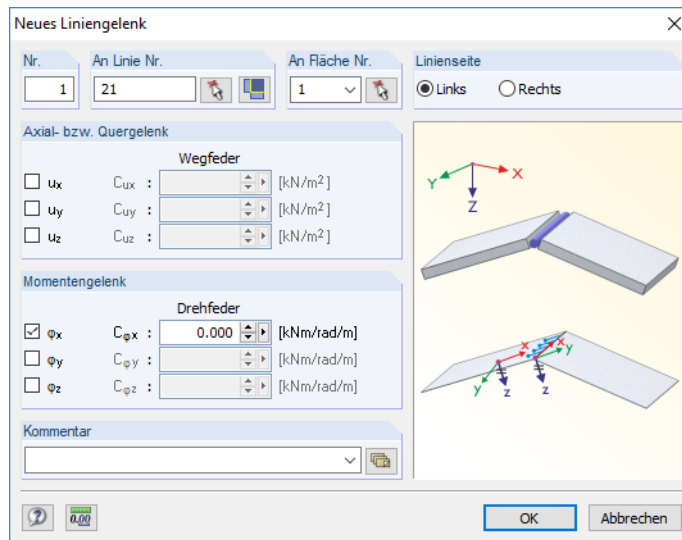 Neues Liniengelenk
Nr.
1
An Linie Nr.
21
An Fläche Nr.
1
Linienseite
Links
Rechts
Axial- bzw. Quergelenk
Wegfeder
ux Cux : [kN/m²]
uy Cuy : [kN/m²]
uz Cuz : [kN/m²]
Momentengelenk
Drehfeder
φx Cφx : 0.000 [kNm/rad/m]
φy Cφy : [kNm/rad/m]
φz Cφz : [kNm/rad/m]
Kommentar
X
Y
Z
x
x
y
y
z
z
0.00
OK
Abbrechen